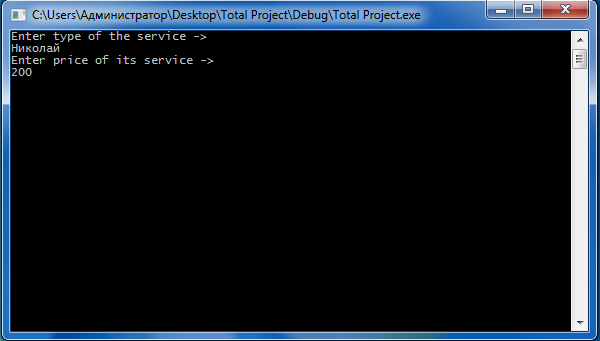 C:\Users\Администратор\Desktop\Total Project\Debug\Total Project.exe
Enter type of the service ->
Николай
Enter price of its service ->
200